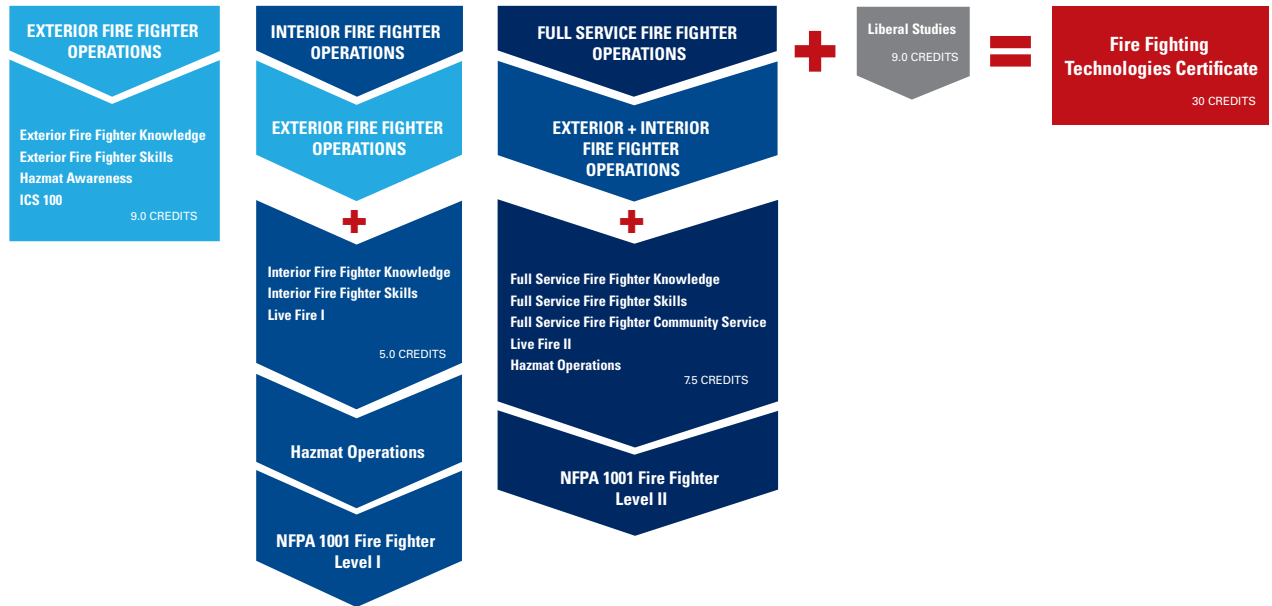 EXTERIOR FIRE FIGHTER
OPERATIONS
Exterior Fire Fighter Knowledge
Exterior Fire Fighter Skills
Hazmat Awareness
ICS 100
9.0 CREDITS
INTERIOR FIRE FIGHTER
OPERATIONS
EXTERIOR FIRE FIGHTER
OPERATIONS
+
Interior Fire Fighter Knowledge
Interior Fire Fighter Skills
Live Fire I
5.0 CREDITS
Hazmat Operations
NFPA 1001 Fire Fighter
Level I
FULL SERVICE FIRE FIGHTER
OPERATIONS
EXTERIOR + INTERIOR
FIRE FIGHTER
OPERATIONS
+
Full Service Fire Fighter Knowledge
Full Service Fire Fighter Skills
Full Service Fire Fighter Community Service
Live Fire II
Hazmat Operations
7.5 CREDITS
NFPA 1001 Fire Fighter
Level II
+
Liberal Studies
9.0 CREDITS
=
Fire Fighting
Technologies Certificate
30 CREDITS